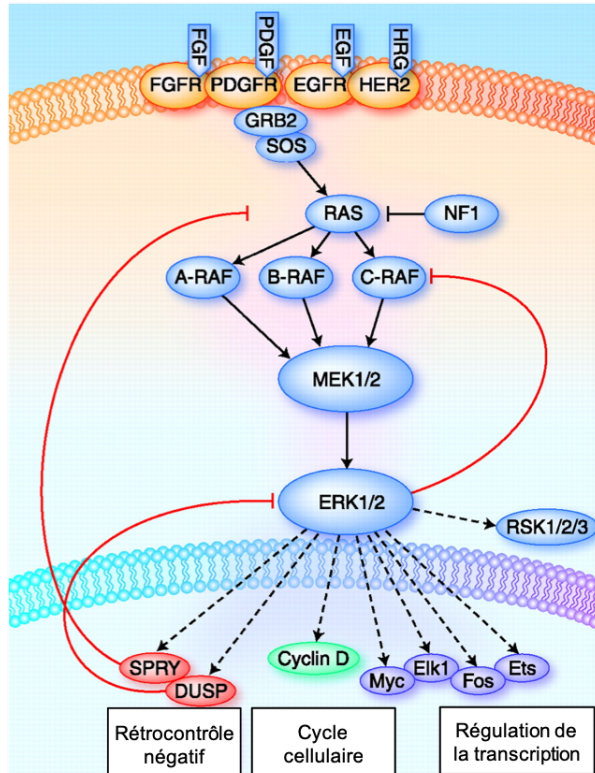 FGF PDGF EGF HRG
FGFR PDGFR EGFR HER2
GRB2
SOS
RAS NF1
A-RAF B-RAF C-RAF
MEK1/2
ERK1/2
RSK1/2/3
SPRY
DUSP
Cyclin D
Myc Elk1 Fos Ets
Rétrocontrôle
négatif
Cycle
cellulaire
Régulation de
la transcription